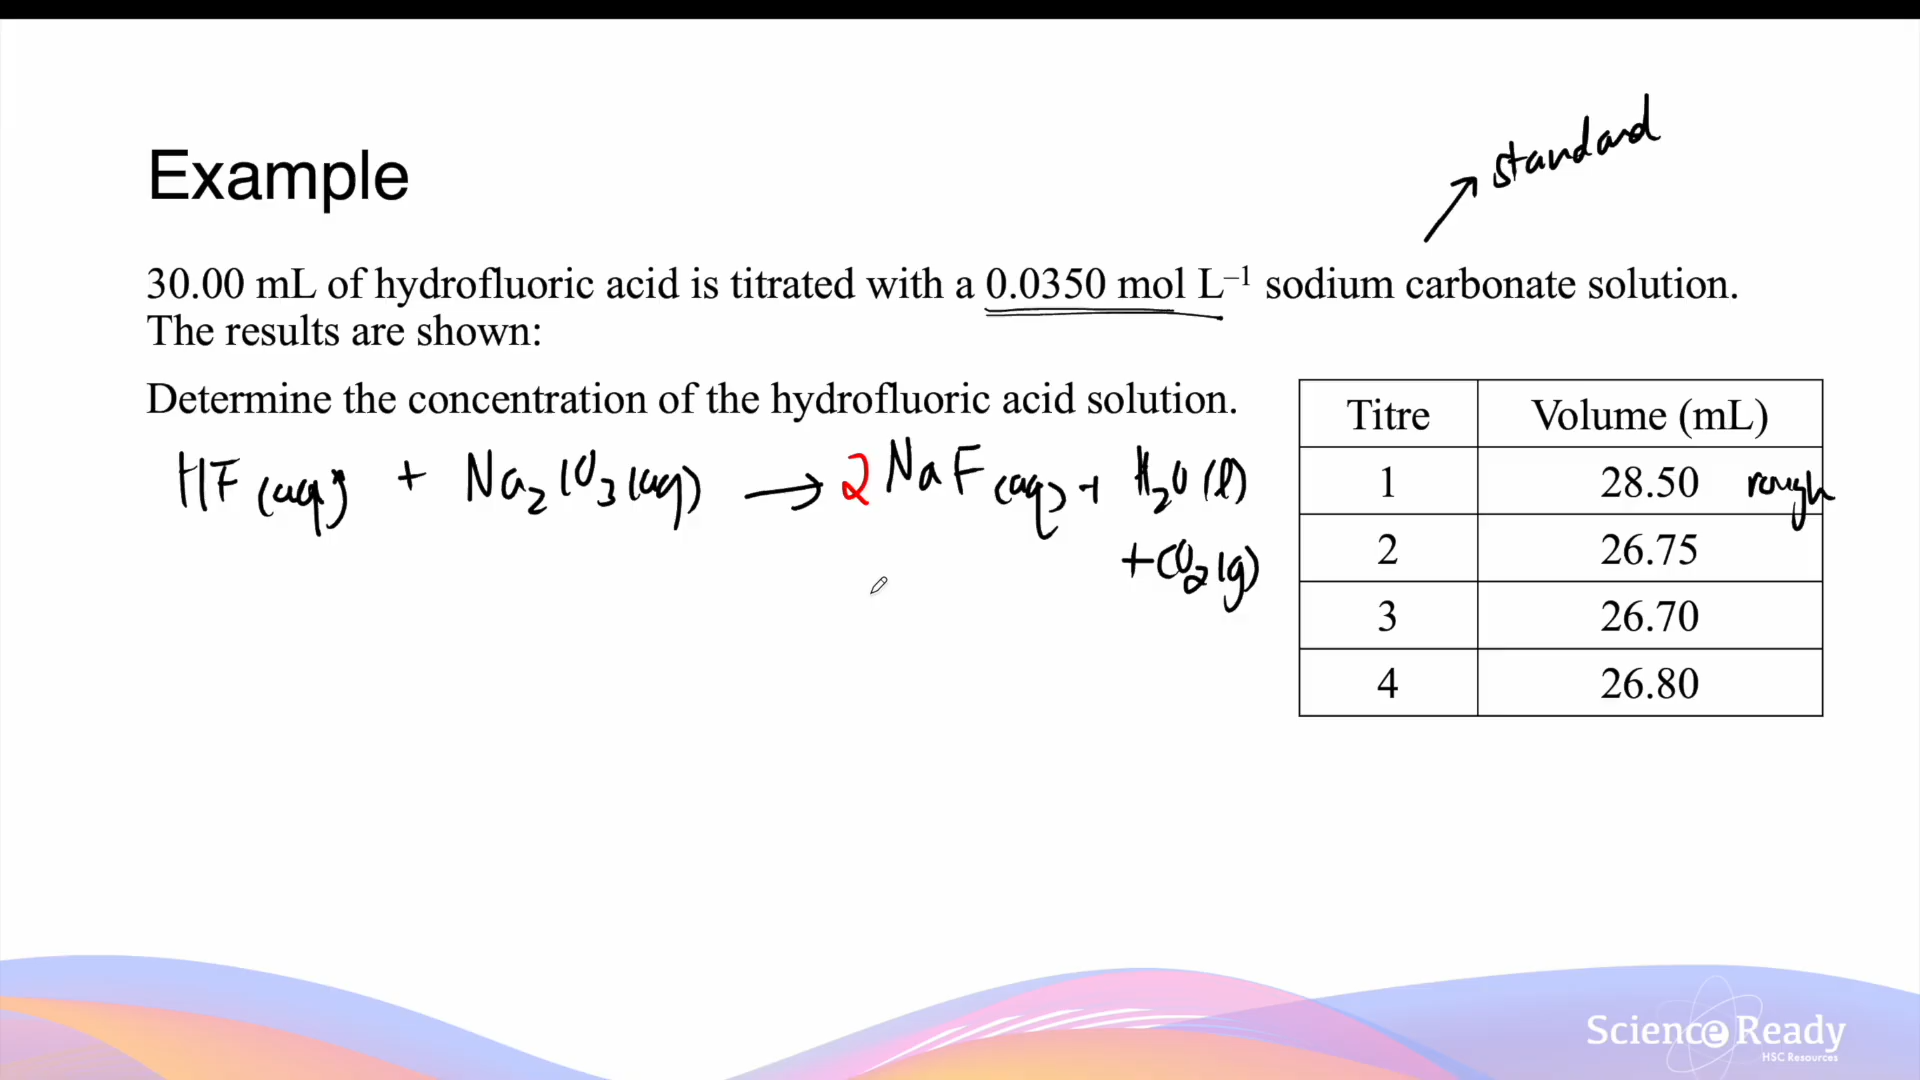 standard
Example
30.00 mL of hydrofluoric acid is titrated with a 0.0350 mol L⁻¹ sodium carbonate solution.
The results are shown:
Determine the concentration of the hydrofluoric acid solution.
HF(aq) + Na₂CO₃(aq) → 2NaF(aq) + H₂O(l)
+ CO₂(g)
Titre Volume (mL)
1 28.50 rough
2 26.75
3 26.70
4 26.80
Science Ready
HSC Resources